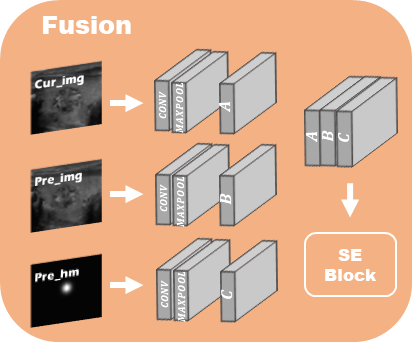 Fusion
Cur_img
CONV
MAXPOOL
A
Pre_img
CONV
MAXPOOL
B
Pre_hm
CONV
MAXPOOL
C
A
B
C
SE
Block